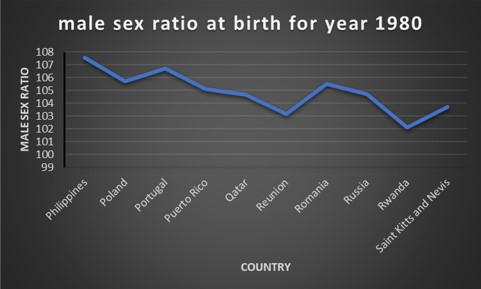 male sex ratio at birth for year 1980
MALE SEX RATIO
108
107
106
105
104
103
102
101
100
99
Philippines
Poland
Portugal
Puerto Rico
Qatar
Reunion
Romania
Russia
Rwanda
Saint Kitts and Nevis
COUNTRY